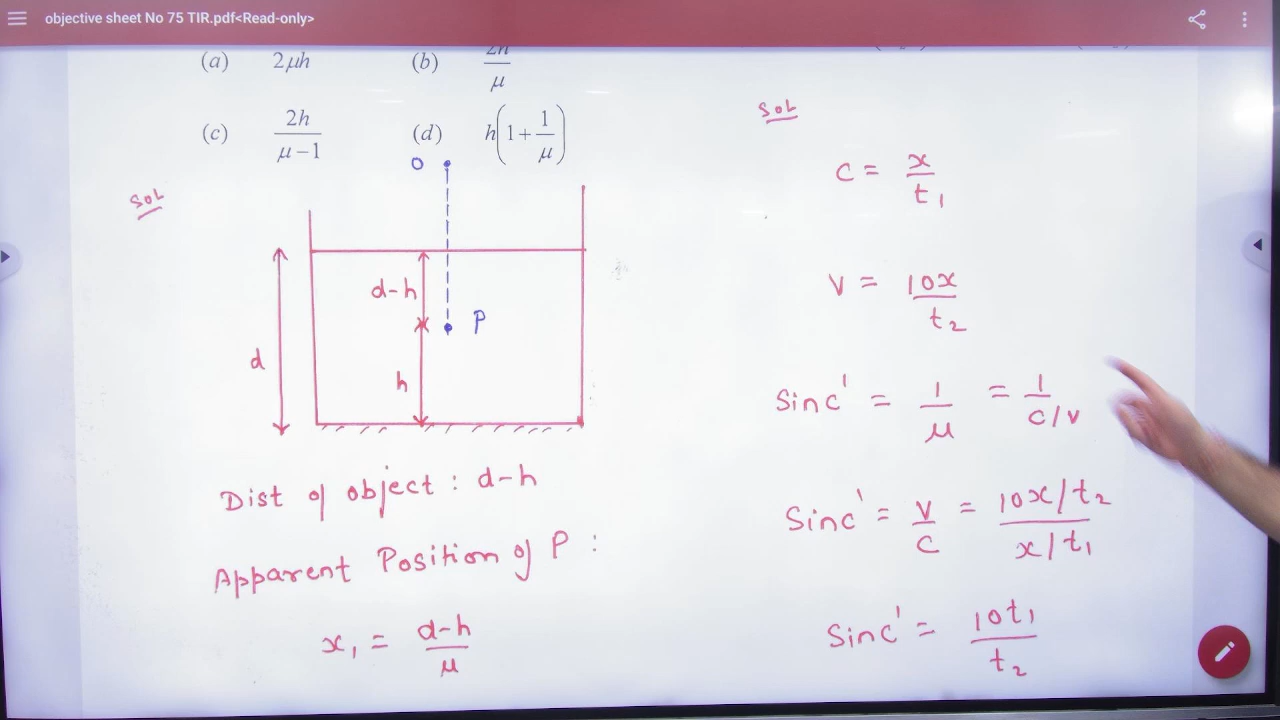 objective sheet No 75 TIR.pdf<Read-only>
(a) 2μh (b) 2h/μ
(c) 2h/(μ−1) (d) h(1+1/μ)
Sol
O
d-h
P
d
h
Dist of object : d-h
Apparent Position of P :
x₁ = (d-h)/μ
Sol
c = x/t₁
v = 10x/t₂
Sinc' = 1/μ = 1/(c/v)
Sinc' = v/c = (10x/t₂)/(x/t₁)
Sinc' = 10t₁/t₂